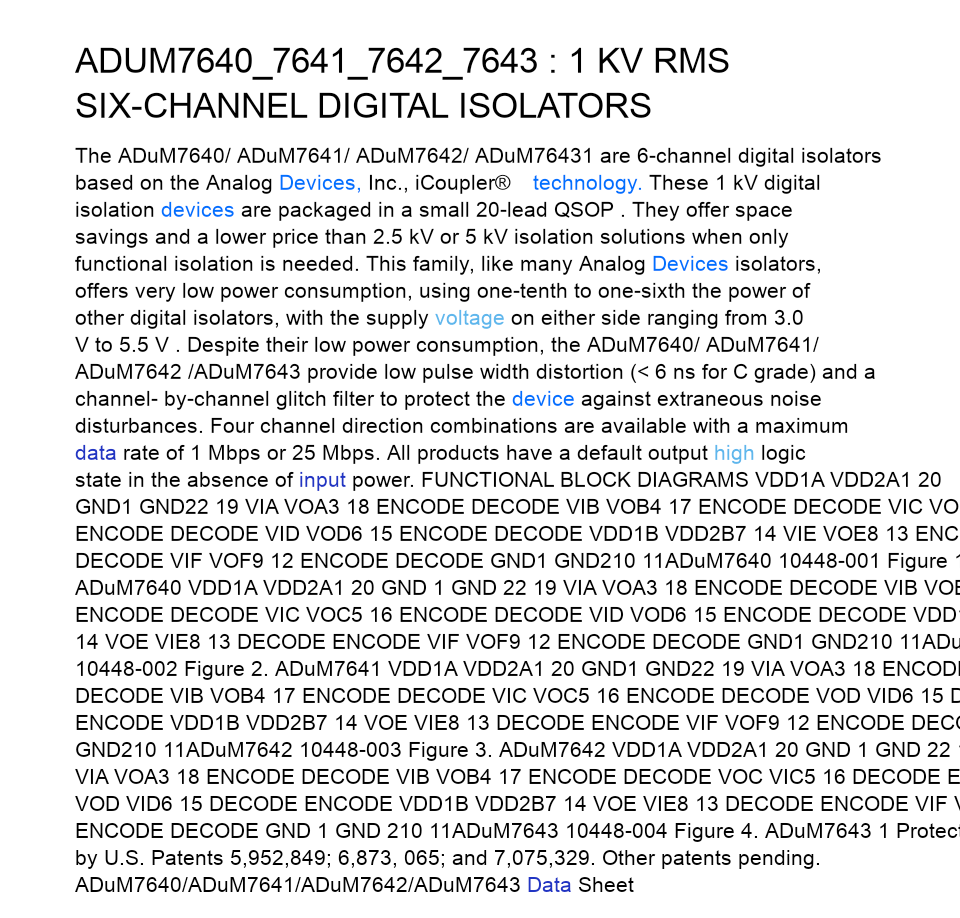 ADUM7640_7641_7642_7643 : 1 KV RMS
SIX-CHANNEL DIGITAL ISOLATORS
The ADuM7640/ ADuM7641/ ADuM7642/ ADuM76431 are 6-channel digital isolators
based on the Analog Devices, Inc., iCoupler® technology. These 1 kV digital
isolation devices are packaged in a small 20-lead QSOP . They offer space
savings and a lower price than 2.5 kV or 5 kV isolation solutions when only
functional isolation is needed. This family, like many Analog Devices isolators,
offers very low power consumption, using one-tenth to one-sixth the power of
other digital isolators, with the supply voltage on either side ranging from 3.0
V to 5.5 V . Despite their low power consumption, the ADuM7640/ ADuM7641/
ADuM7642 /ADuM7643 provide low pulse width distortion (< 6 ns for C grade) and a
channel- by-channel glitch filter to protect the device against extraneous noise
disturbances. Four channel direction combinations are available with a maximum
data rate of 1 Mbps or 25 Mbps. All products have a default output high logic
state in the absence of input power. FUNCTIONAL BLOCK DIAGRAMS VDD1A VDD2A1 20
GND1 GND22 19 VIA VOA3 18 ENCODE DECODE VIB VOB4 17 ENCODE DECODE VIC VO
ENCODE DECODE VID VOD6 15 ENCODE DECODE VDD1B VDD2B7 14 VIE VOE8 13 ENC
DECODE VIF VOF9 12 ENCODE DECODE GND1 GND210 11ADuM7640 10448-001 Figure 1
ADuM7640 VDD1A VDD2A1 20 GND 1 GND 22 19 VIA VOA3 18 ENCODE DECODE VIB VOB
ENCODE DECODE VIC VOC5 16 ENCODE DECODE VID VOD6 15 ENCODE DECODE VDD1
14 VOE VIE8 13 DECODE ENCODE VIF VOF9 12 ENCODE DECODE GND1 GND210 11ADu
10448-002 Figure 2. ADuM7641 VDD1A VDD2A1 20 GND1 GND22 19 VIA VOA3 18 ENCOD
DECODE VIB VOB4 17 ENCODE DECODE VIC VOC5 16 ENCODE DECODE VOD VID6 15 D
ENCODE VDD1B VDD2B7 14 VOE VIE8 13 DECODE ENCODE VIF VOF9 12 ENCODE DECO
GND210 11ADuM7642 10448-003 Figure 3. ADuM7642 VDD1A VDD2A1 20 GND 1 GND 22
VIA VOA3 18 ENCODE DECODE VIB VOB4 17 ENCODE DECODE VOC VIC5 16 DECODE E
VOD VID6 15 DECODE ENCODE VDD1B VDD2B7 14 VOE VIE8 13 DECODE ENCODE VIF
ENCODE DECODE GND 1 GND 210 11ADuM7643 10448-004 Figure 4. ADuM7643 1 Protect
by U.S. Patents 5,952,849; 6,873, 065; and 7,075,329. Other patents pending.
ADuM7640/ADuM7641/ADuM7642/ADuM7643 Data Sheet